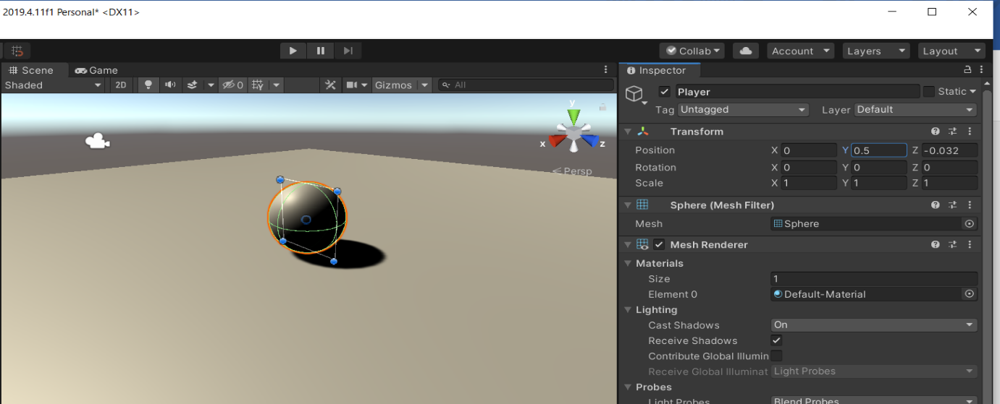 2019.4.11f1 Personal* <DX11>
Collab Account Layers Layout
Scene Game
Inspector
Shaded 2D 0 Gizmos All
Player Static
Tag Untagged Layer Default
y
x z
Persp
Transform
Position X 0 Y 0.5 Z -0.032
Rotation X 0 Y 0 Z 0
Scale X 1 Y 1 Z 1
Sphere (Mesh Filter)
Mesh Sphere
Mesh Renderer
Materials
Size 1
Element 0 Default-Material
Lighting
Cast Shadows On
Receive Shadows
Contribute Global Illumin
Receive Global Illuminat Light Probes
Probes
Light Probes Blend Probes